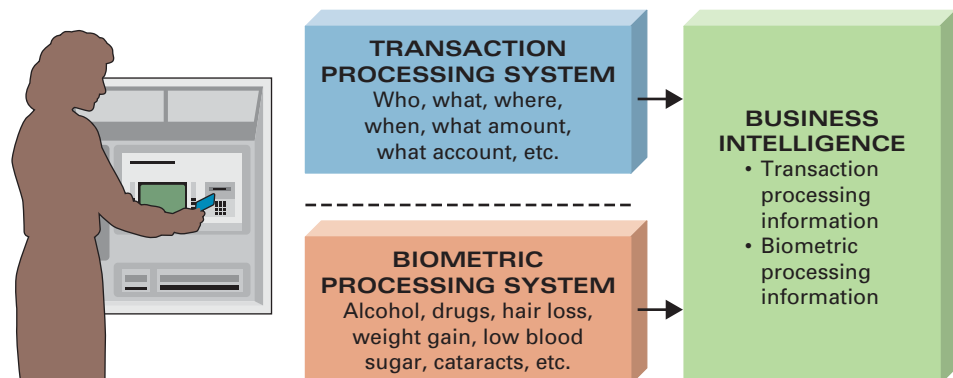 TRANSACTION
PROCESSING SYSTEM
Who, what, where,
when, what amount,
what account, etc.
BIOMETRIC
PROCESSING SYSTEM
Alcohol, drugs, hair loss,
weight gain, low blood
sugar, cataracts, etc.
BUSINESS
INTELLIGENCE
• Transaction
processing
information
• Biometric
processing
information